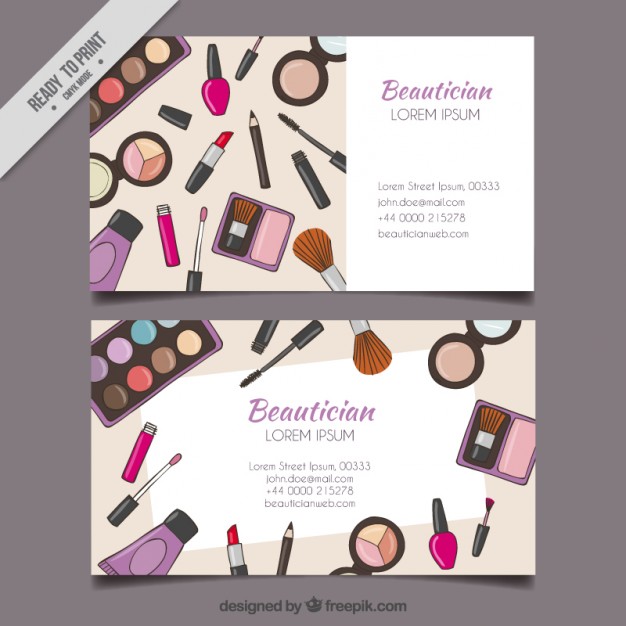 READY TO PRINT
CMYK MODE
Beautician
LOREM IPSUM
Lorem Street Ipsum, 00333
john.doe@mail.com
+44 0000 215278
beauticianweb.com
Beautician
LOREM IPSUM
Lorem Street Ipsum, 00333
john.doe@mail.com
+44 0000 215278
beauticianweb.com
designed by freepik.com